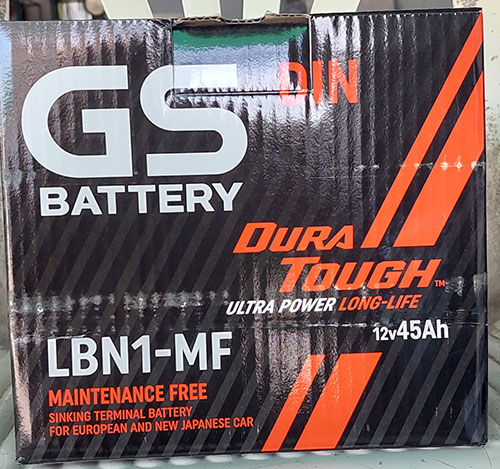 GS
DIN
BATTERY
DURA
TOUGH™
ULTRA POWER LONG-LIFE
12V45Ah
LBN1-MF
MAINTENANCE FREE
SINKING TERMINAL BATTERY
FOR EUROPEAN AND NEW JAPANESE CAR